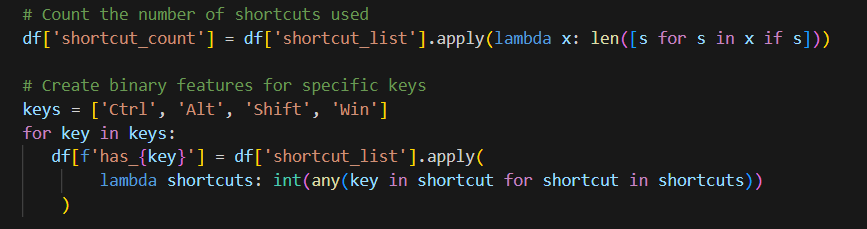 # Count the number of shortcuts used
df['shortcut_count'] = df['shortcut_list'].apply(lambda x: len([s for s in x if s]))

# Create binary features for specific keys
keys = ['Ctrl', 'Alt', 'Shift', 'Win']
for key in keys:
   df[f'has_{key}'] = df['shortcut_list'].apply(
        lambda shortcuts: int(any(key in shortcut for shortcut in shortcuts))
    )